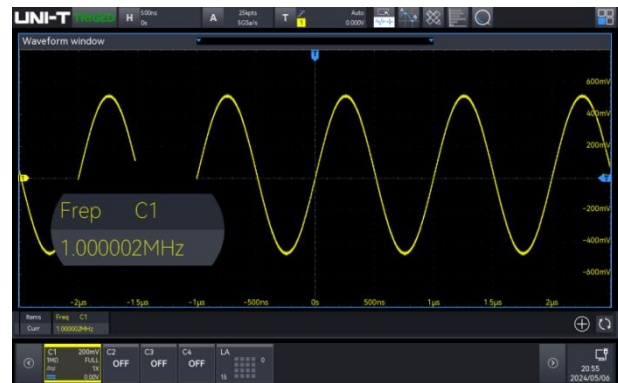 UNI-T TRIGED H 500ns 0s A 25kpts 5GSa/s T 1 Auto 0.000V
Waveform window
T
600mV
400mV
200mV
T T
-200mV
-400mV
-600mV
Frep C1
1.000002MHz
-2μs -1.5μs -1μs -500ns 0s 500ns 1μs 1.5μs 2μs
Items Freq C1
Curr 1.000002MHz
C1 200mV C2 C3 C4 LA
1MΩ FULL OFF OFF OFF 0
1X
0.00V 15
20:55
2024/05/06